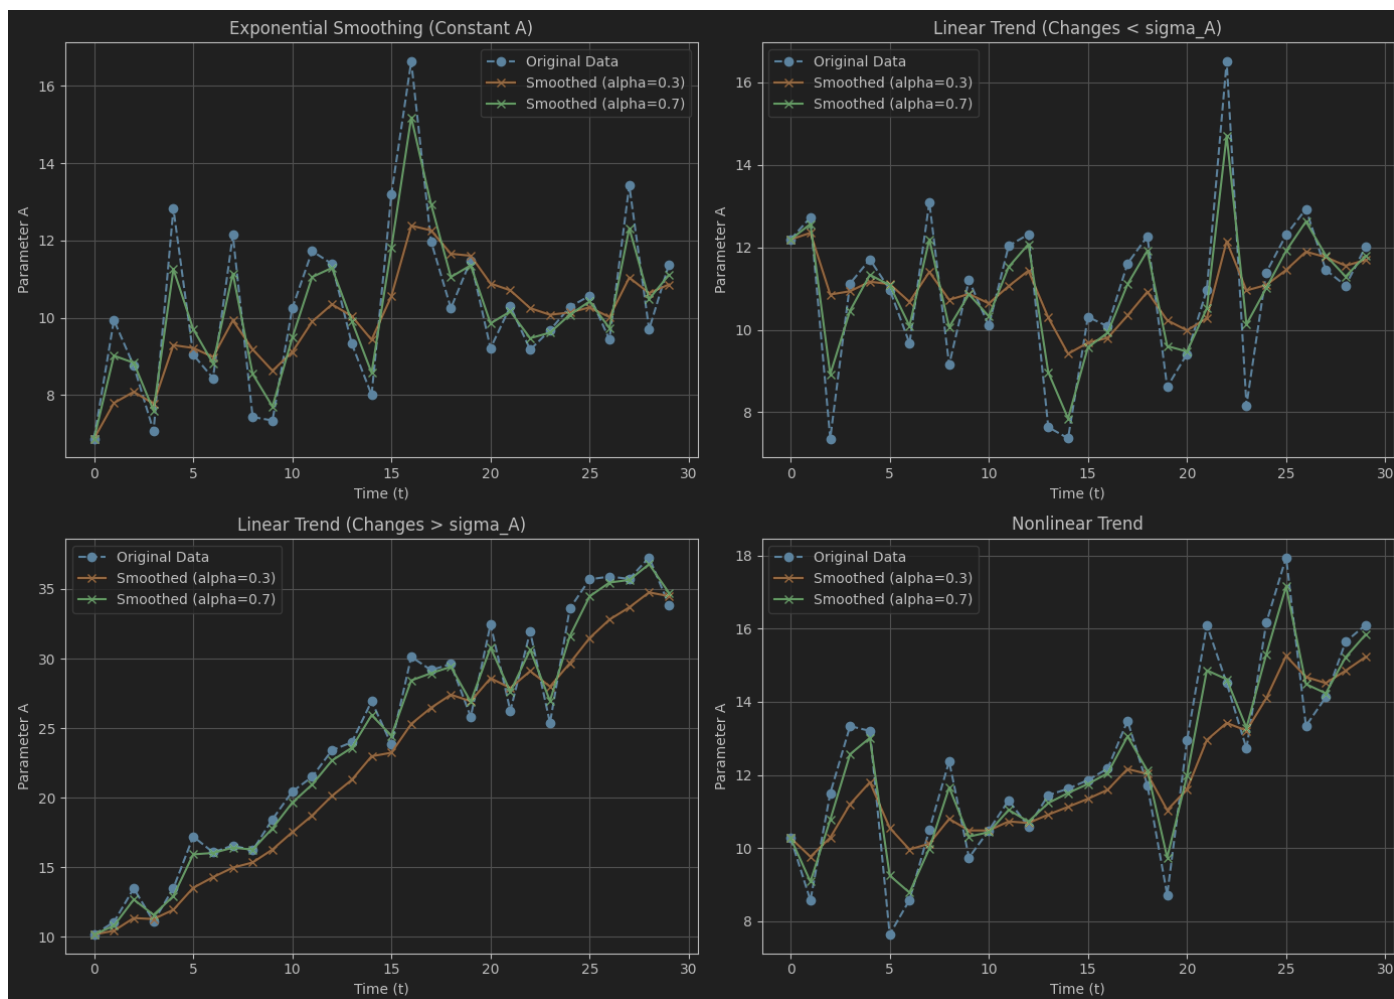 Exponential Smoothing (Constant A)
Original Data
Smoothed (alpha=0.3)
Smoothed (alpha=0.7)
16
14
12
10
8
Parameter A
0 5 10 15 20 25 30
Time (t)
Linear Trend (Changes < sigma_A)
Original Data
Smoothed (alpha=0.3)
Smoothed (alpha=0.7)
16
14
12
10
8
Parameter A
0 5 10 15 20 25 30
Time (t)
Linear Trend (Changes > sigma_A)
Original Data
Smoothed (alpha=0.3)
Smoothed (alpha=0.7)
35
30
25
20
15
10
Parameter A
0 5 10 15 20 25 30
Time (t)
Nonlinear Trend
Original Data
Smoothed (alpha=0.3)
Smoothed (alpha=0.7)
18
16
14
12
10
8
Parameter A
0 5 10 15 20 25 30
Time (t)